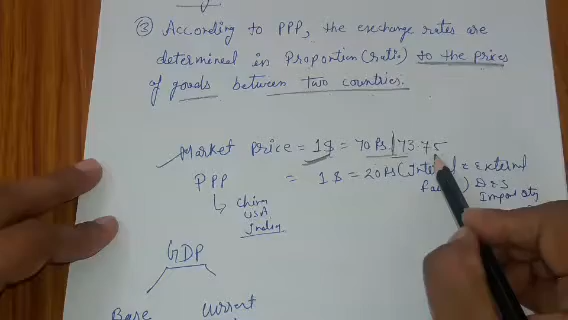 ③ According to PPP, the exchange rates are
determined in Proportion (ratio) to the prices
of goods between two countries.
Market Price = 1$ = 70 Rs | 73.75
PPP = 1$ = 20 Rs (Internal & External
China
USA
India
GDP
Base Current